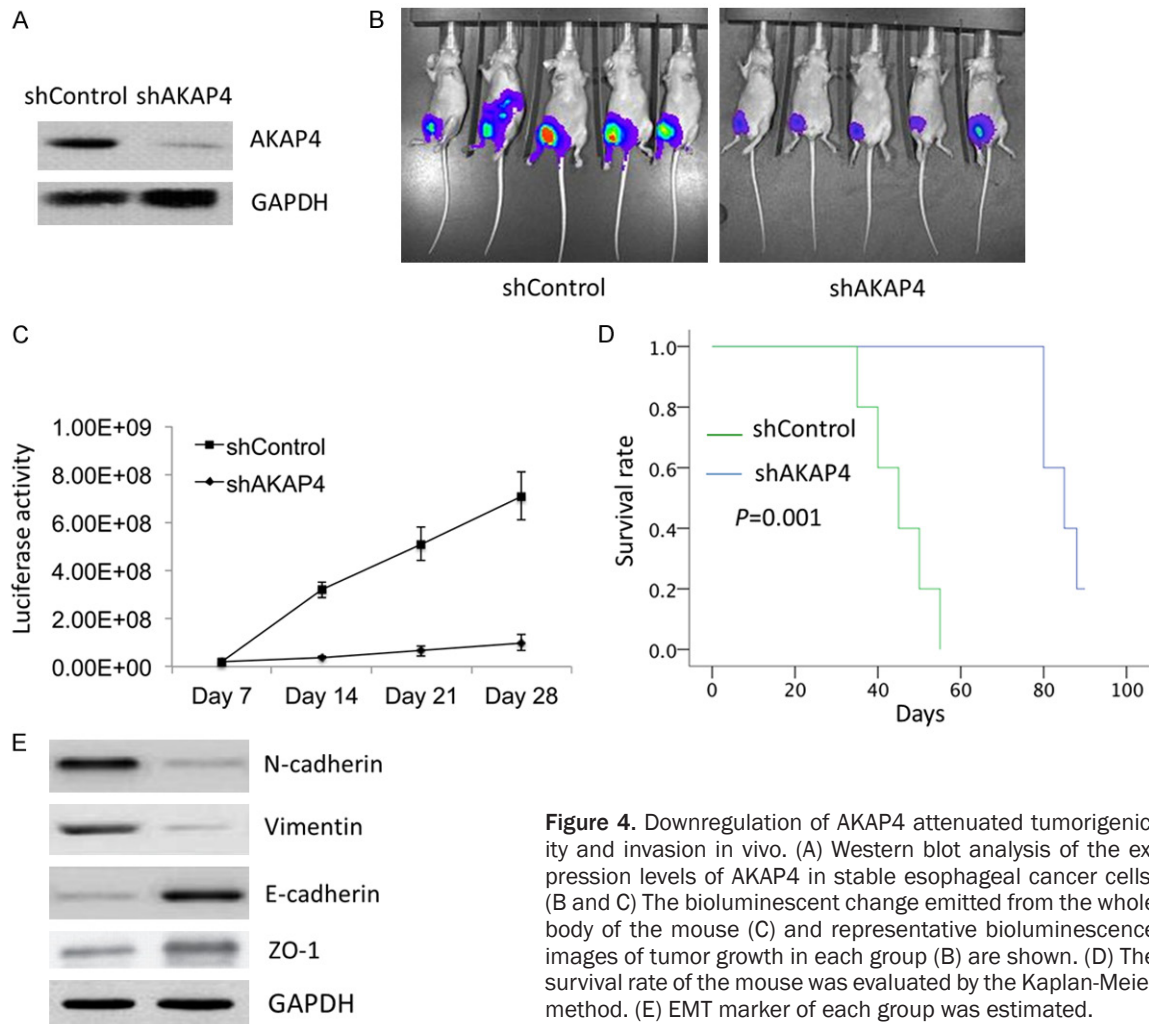 A
shControl shAKAP4
AKAP4
GAPDH
B
shControl
shAKAP4
C
Luciferase activity
1.00E+09
8.00E+08
6.00E+08
4.00E+08
2.00E+08
0.00E+00
shControl
shAKAP4
Day 7 Day 14 Day 21 Day 28
D
Survival rate
1.0
0.8
0.6
0.4
0.2
0.0
shControl
shAKAP4
P=0.001
0 20 40 60 80 100
Days
E
N-cadherin
Vimentin
E-cadherin
ZO-1
GAPDH
Figure 4. Downregulation of AKAP4 attenuated tumorigenic-
ity and invasion in vivo. (A) Western blot analysis of the ex-
pression levels of AKAP4 in stable esophageal cancer cells.
(B and C) The bioluminescent change emitted from the whole
body of the mouse (C) and representative bioluminescence
images of tumor growth in each group (B) are shown. (D) The
survival rate of the mouse was evaluated by the Kaplan-Meier
method. (E) EMT marker of each group was estimated.